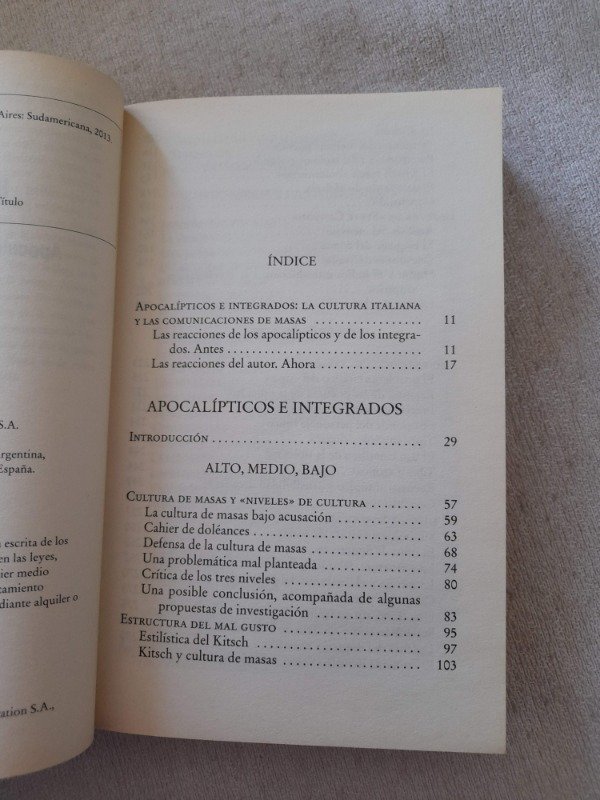 Aires: Sudamericana, 2013.
Título
S.A.
rgentina,
España.
a escrita de los
en las leyes,
ier medio
tamiento
diante alquiler o
ration S.A.,
ÍNDICE
APOCALÍPTICOS E INTEGRADOS: LA CULTURA ITALIANA
Y LAS COMUNICACIONES DE MASAS ................ 11
Las reacciones de los apocalípticos y de los integra-
dos. Antes ............................ 11
Las reacciones del autor. Ahora .............. 17
APOCALÍPTICOS E INTEGRADOS
INTRODUCCIÓN ............................ 29
ALTO, MEDIO, BAJO
CULTURA DE MASAS Y «NIVELES» DE CULTURA ........ 57
La cultura de masas bajo acusación ............ 59
Cahier de doléances ........................ 63
Defensa de la cultura de masas ................ 68
Una problemática mal planteada .............. 74
Crítica de los tres niveles .................... 80
Una posible conclusión, acompañada de algunas
propuestas de investigación ................ 83
ESTRUCTURA DEL MAL GUSTO .................... 95
Estilística del Kitsch ........................ 97
Kitsch y cultura de masas .................... 103